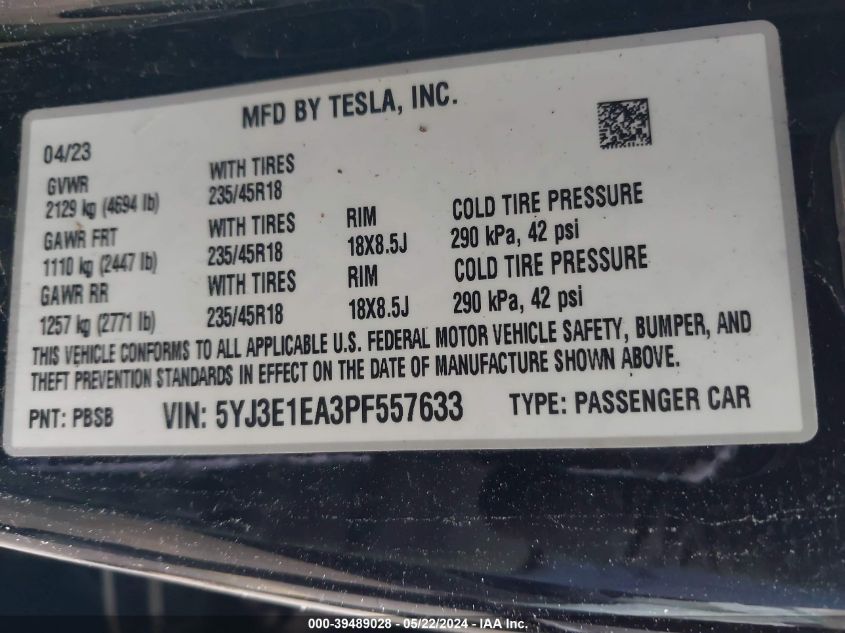 MFD BY TESLA, INC.
04/23
GVWR WITH TIRES
2129 kg (4694 lb) 235/45R18
GAWR FRT WITH TIRES RIM COLD TIRE PRESSURE
1110 kg (2447 lb) 235/45R18 18X8.5J 290 kPa, 42 psi
GAWR RR WITH TIRES RIM COLD TIRE PRESSURE
1257 kg (2771 lb) 235/45R18 18X8.5J 290 kPa, 42 psi
THIS VEHICLE CONFORMS TO ALL APPLICABLE U.S. FEDERAL MOTOR VEHICLE SAFETY, BUMPER, AND
THEFT PREVENTION STANDARDS IN EFFECT ON THE DATE OF MANUFACTURE SHOWN ABOVE.
PNT: PBSB VIN: 5YJ3E1EA3PF557633 TYPE: PASSENGER CAR
000-39489028 - 05/22/2024 - IAA Inc.